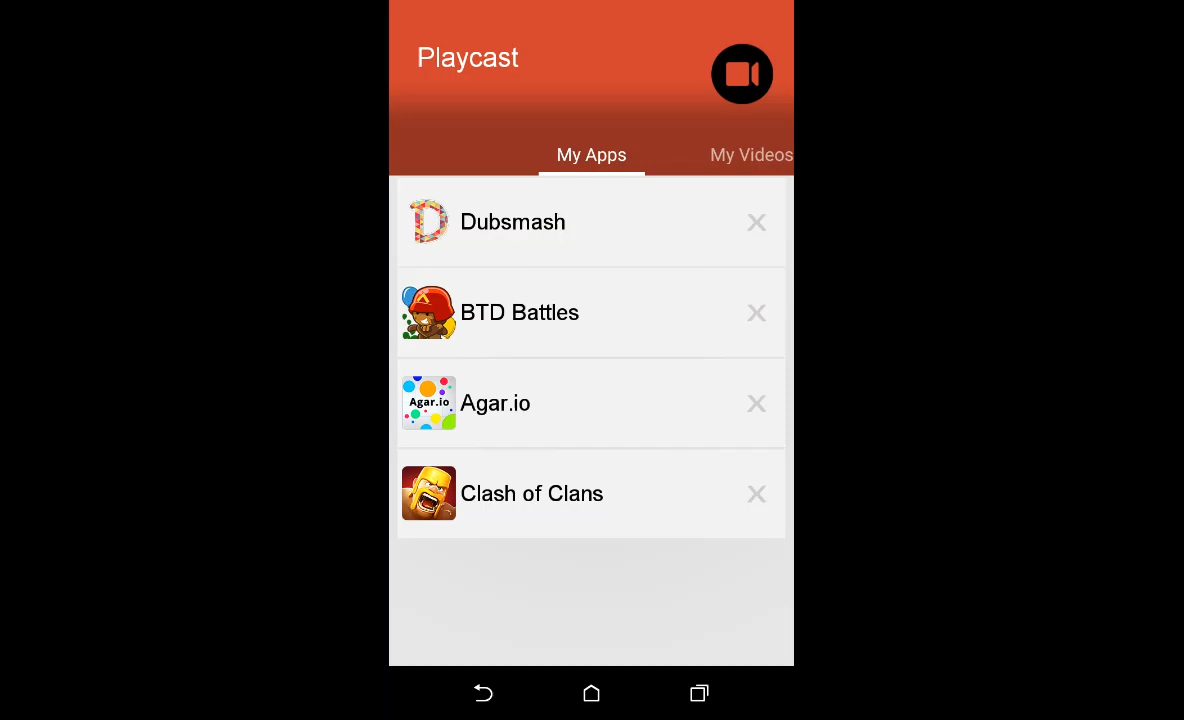 Playcast
My Apps
My Videos
Dubsmash
BTD Battles
Agar.io
Agar.io
Clash of Clans